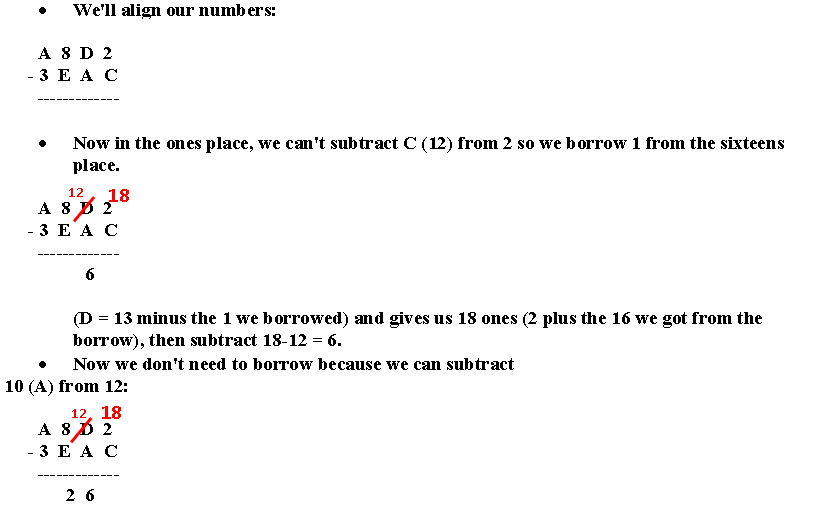 • We'll align our numbers:
A 8 D 2
- 3 E A C
-------------
• Now in the ones place, we can't subtract C (12) from 2 so we borrow 1 from the sixteens
place.
12 18
A 8 D 2
- 3 E A C
-------------
6
(D = 13 minus the 1 we borrowed) and gives us 18 ones (2 plus the 16 we got from the
borrow), then subtract 18-12 = 6.
• Now we don't need to borrow because we can subtract
10 (A) from 12:
12 18
A 8 D 2
- 3 E A C
-------------
2 6